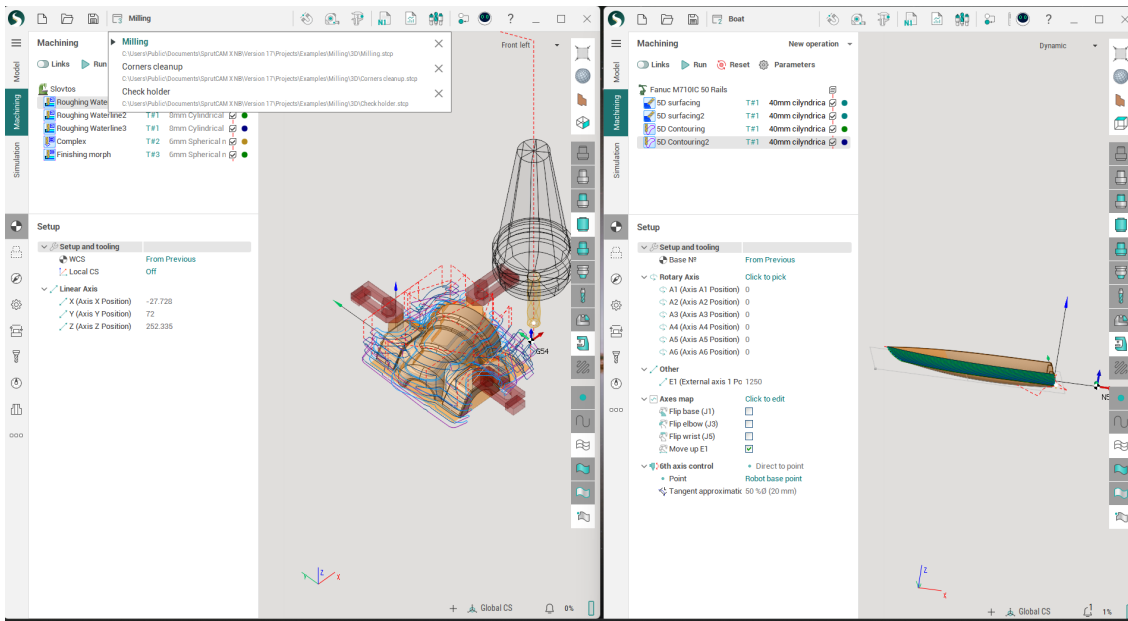 Milling
Machining
Links
Run
Milling
C:\Users\Public\Documents\SprutCAM X NB\Version 17\Projects\Examples\Milling\3D\Milling.stcp
Corners cleanup
C:\Users\Public\Documents\SprutCAM X NB\Version 17\Projects\Examples\Milling\3D\Corners cleanup.stcp
Check holder
C:\Users\Public\Documents\SprutCAM X NB\Version 17\Projects\Examples\Milling\3D\Check holder.stcp
Front left
Model
Machining
Simulation
Slovtos
Roughing Wate
Roughing Waterline2 T#1 8mm Cylindrical
Roughing Waterline3 T#1 6mm Cylindrical
Complex T#2 6mm Spherical n
Finishing morph T#3 6mm Spherical n
Setup
Setup and tooling
WCS From Previous
Local CS Off
Linear Axis
X (Axis X Position) -27.728
Y (Axis Y Position) 72
Z (Axis Z Position) 252.335
G54
Z
Y
X
Global CS
0%
Boat
Machining
New operation
Links
Run
Reset
Parameters
Dynamic
Model
Machining
Simulation
Fanuc M710IC 50 Rails
5D surfacing T#1 40mm cilyndrica
5D surfacing2 T#1 40mm cilyndrica
5D Contouring T#1 40mm cilyndrica
5D Contouring2 T#1 40mm cilyndrica
Setup
Setup and tooling
Base Nº From Previous
Rotary Axis Click to pick
A1 (Axis A1 Position) 0
A2 (Axis A2 Position) 0
A3 (Axis A3 Position) 0
A4 (Axis A4 Position) 0
A5 (Axis A5 Position) 0
A6 (Axis A6 Position) 0
Other
E1 (External axis 1 Po 1250
Axes map Click to edit
Flip base (J1)
Flip elbow (J3)
Flip wrist (J5)
Move up E1
6th axis control Direct to point
Point Robot base point
Tangent approximatic 50 %Ø (20 mm)
Z
X
Global CS
1
1%